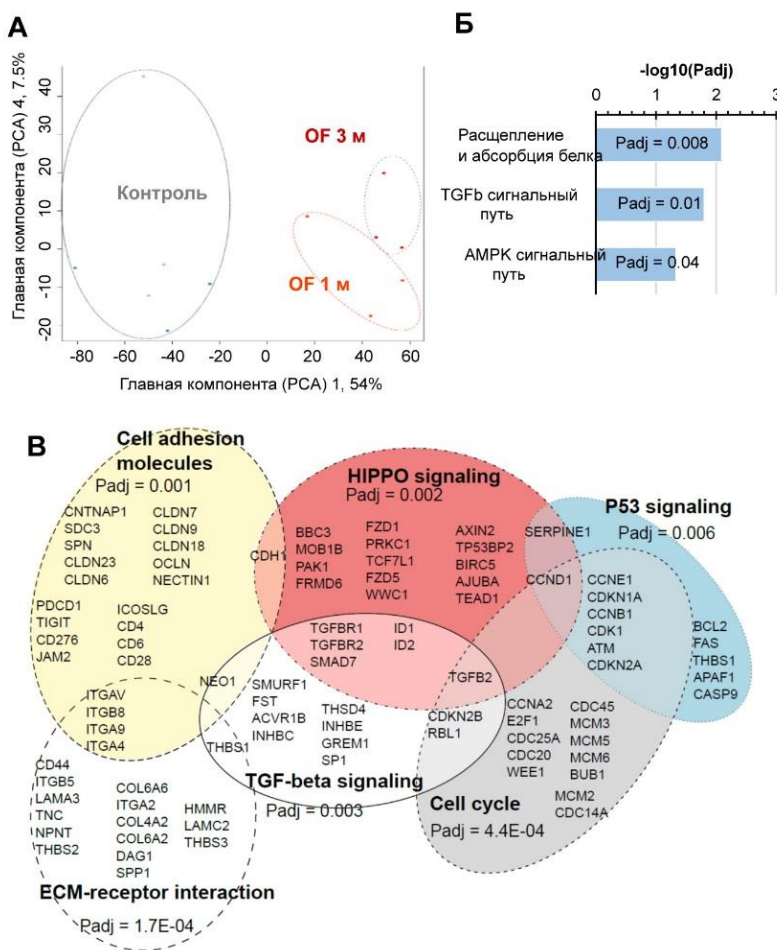 А
Главная компонента (PCA) 4, 7.5%
40
30
20
10
0
-10
-20
Контроль
OF 3 м
OF 1 м
-80
-60
-40
-20
0
20
40
60
Главная компонента (PCA) 1, 54%
Б
-log10(Padj)
0
1
2
3
Расщепление
и абсорбция белка
Padj = 0.008
TGFb сигнальный
путь
Padj = 0.01
AMPK сигнальный
путь
Padj = 0.04
В
Cell adhesion
molecules
Padj = 0.001
CNTNAP1
SDC3
SPN
CLDN23
CLDN6
CLDN7
CLDN9
CLDN18
OCLN
NECTIN1
PDCD1
TIGIT
CD276
JAM2
ICOSLG
CD4
CD6
CD28
CDH1
NEO1
ITGAV
ITGB8
ITGA9
ITGA4
HIPPO signaling
Padj = 0.002
BBC3
MOB1B
PAK1
FRMD6
FZD1
PRKC1
TCF7L1
FZD5
WWC1
AXIN2
TP53BP2
BIRC5
AJUBA
TEAD1
SERPINE1
CCND1
TGFBR1
TGFBR2
SMAD7
ID1
ID2
TGFB2
P53 signaling
Padj = 0.006
CCNE1
CDKN1A
CCNB1
CDK1
ATM
CDKN2A
BCL2
FAS
THBS1
APAF1
CASP9
SMURF1
FST
ACVR1B
INHBC
THSD4
INHBE
GREM1
SP1
CDKN2B
RBL1
THBS1
TGF-beta signaling
Padj = 0.003
CCNA2
E2F1
CDC25A
CDC20
WEE1
CDC45
MCM3
MCM5
MCM6
BUB1
MCM2
CDC14A
Cell cycle
Padj = 4.4E-04
CD44
ITGB5
LAMA3
TNC
NPNT
THBS2
COL6A6
ITGA2
COL4A2
COL6A2
DAG1
SPP1
HMMR
LAMC2
THBS3
ECM-receptor interaction
Padj = 1.7E-04